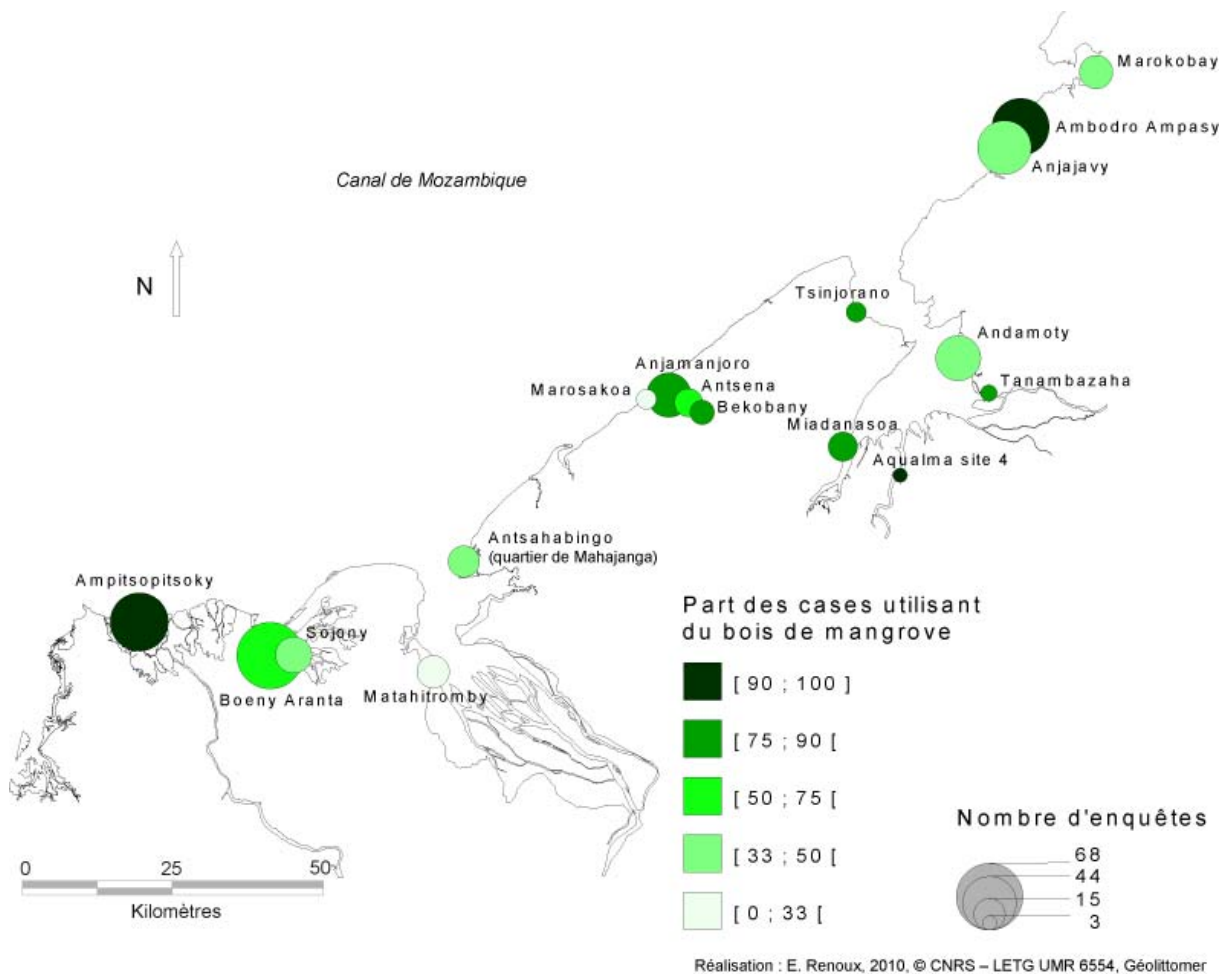 Marokobay
Ambodro Ampasy
Anjajavy
Canal de Mozambique
N
Tsinjorano
Andamoty
Anjamanjoro
Marosakoa
Antsena
Tanambazaha
Bekobany
Miadanasoa
Aqualma site 4
Antsahabingo
(quartier de Mahajanga)
Ampitsopitsoky
Sojony
Boeny Aranta
Matahitromby
Part des cases utilisant
du bois de mangrove
[ 90 ; 100 ]
[ 75 ; 90 [
[ 50 ; 75 [
[ 33 ; 50 [
[ 0 ; 33 [
Nombre d'enquêtes
68
44
15
3
0 25 50
Kilomètres
Réalisation : E. Renoux, 2010, © CNRS – LETG UMR 6554, Géolittomer